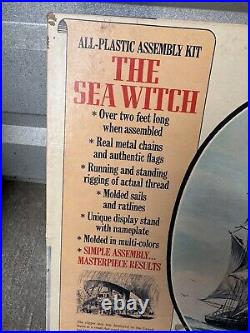 ALL-PLASTIC ASSEMBLY KIT
THE
SEA WITCH
* Over two feet long
when assembled
* Real metal chains
and authentic flags
* Running and standing
rigging of actual thread
* Molded sails
and ratlines
* Unique display stand
with nameplate
* Molded in multi-colors
* SIMPLE ASSEMBLY...
MASTERPIECE RESULTS